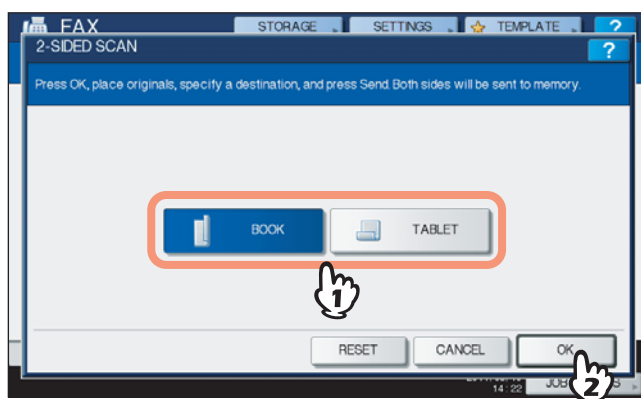 FAX STORAGE SETTINGS TEMPLATE ?
2-SIDED SCAN ?
Press OK, place originals, specify a destination, and press Send. Both sides will be sent to memory.
BOOK TABLET
1
RESET CANCEL OK
2
14:22 JOB